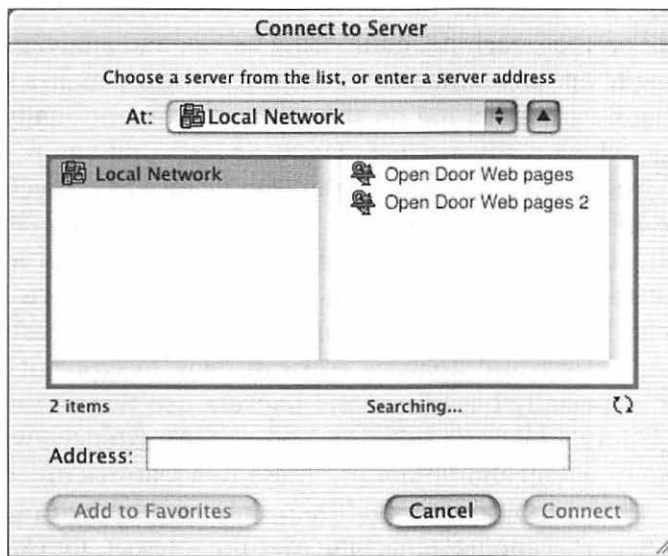 Connect to Server
Choose a server from the list, or enter a server address
At: Local Network
Local Network
Open Door Web pages
Open Door Web pages 2
2 items
Searching...
Address:
Add to Favorites
Cancel
Connect